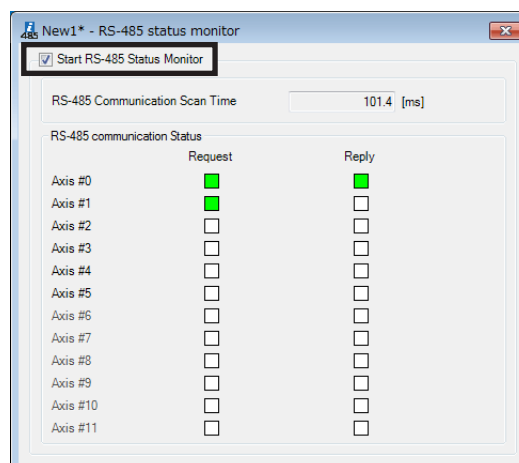 485 New1* - RS-485 status monitor
Start RS-485 Status Monitor
RS-485 Communication Scan Time 101.4 [ms]
RS-485 communication Status
Request Reply
Axis #0
Axis #1
Axis #2
Axis #3
Axis #4
Axis #5
Axis #6
Axis #7
Axis #8
Axis #9
Axis #10
Axis #11